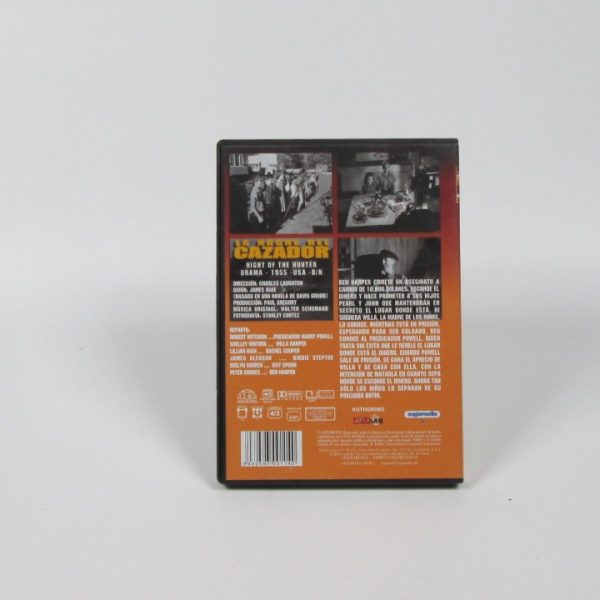 LA NOCHE DEL
CAZADOR
NIGHT OF THE HUNTER
DRAMA - 1955 - USA - B/N
DIRECCIÓN: CHARLES LAUGHTON
GUIÓN: JAMES AGEE
(BASADO EN UNA NOVELA DE DAVIS GRUBB)
PRODUCCIÓN: PAUL GREGORY
MÚSICA ORIGINAL: WALTER SCHUMANN
FOTOGRAFÍA: STANLEY CORTEZ
REPARTO:
ROBERT MITCHUM ...PREDICADOR HARRY POWELL
SHELLEY WINTERS ... WILLA HARPER
LILLIAN GISH ... RACHEL COOPER
JAMES GLEASON ... BIRDIE STEPTOE
EVELYN VARDEN ... ICEY SPOON
PETER GRAVES ... BEN HARPER
BEN HARPER COMETE UN ASESINATO A
CAMBIO DE 10.000 DOLARES. ESCONDE EL
DINERO Y HACE PROMETER A SUS HIJOS
PEARL Y JOHN QUE MANTENDRÁN EN
SECRETO EL LUGAR DONDE ESTÁ, NI
SIQUIERA WILLA, LA MADRE DE LOS NIÑOS,
LO CONOCE. MIENTRAS ESTÁ EN PRISIÓN,
ESPERANDO PARA SER COLGADO, BEN
CONOCE AL PREDICADOR POWELL, QUIEN
TRATA SIN EXITO QUE LE REVELE EL LUGAR
DONDE ESTÁ EL DINERO. CUANDO POWELL
SALE DE PRISIÓN, SE GANA EL APRECIO DE
VILLA Y SE CASA CON ELLA, CON LA
INTENCIÓN DE MATARLA EN CUANTO SEPA
DONDE SE ESCONDE EL DINERO. AHORA TAN
SÓLO LOS NIÑOS LO SEPARAN DE SU
PRECIADO BOTÍN.
4/3
AUTHORING
sogemedia